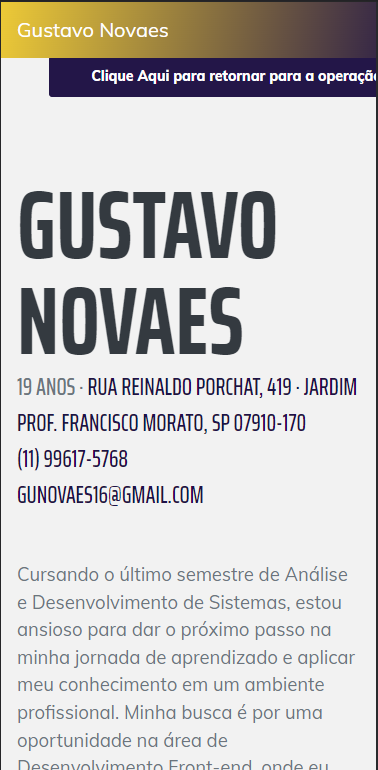 Gustavo Novaes
Clique Aqui para retornar para a operaçã
GUSTAVO
NOVAES
19 ANOS · RUA REINALDO PORCHAT, 419 · JARDIM
PROF. FRANCISCO MORATO, SP 07910-170
(11) 99617-5768
GUNOVAES16@GMAIL.COM
Cursando o último semestre de Análise
e Desenvolvimento de Sistemas, estou
ansioso para dar o próximo passo na
minha jornada de aprendizado e aplicar
meu conhecimento em um ambiente
profissional. Minha busca é por uma
oportunidade na área de
Desenvolvimento Front-end, onde eu